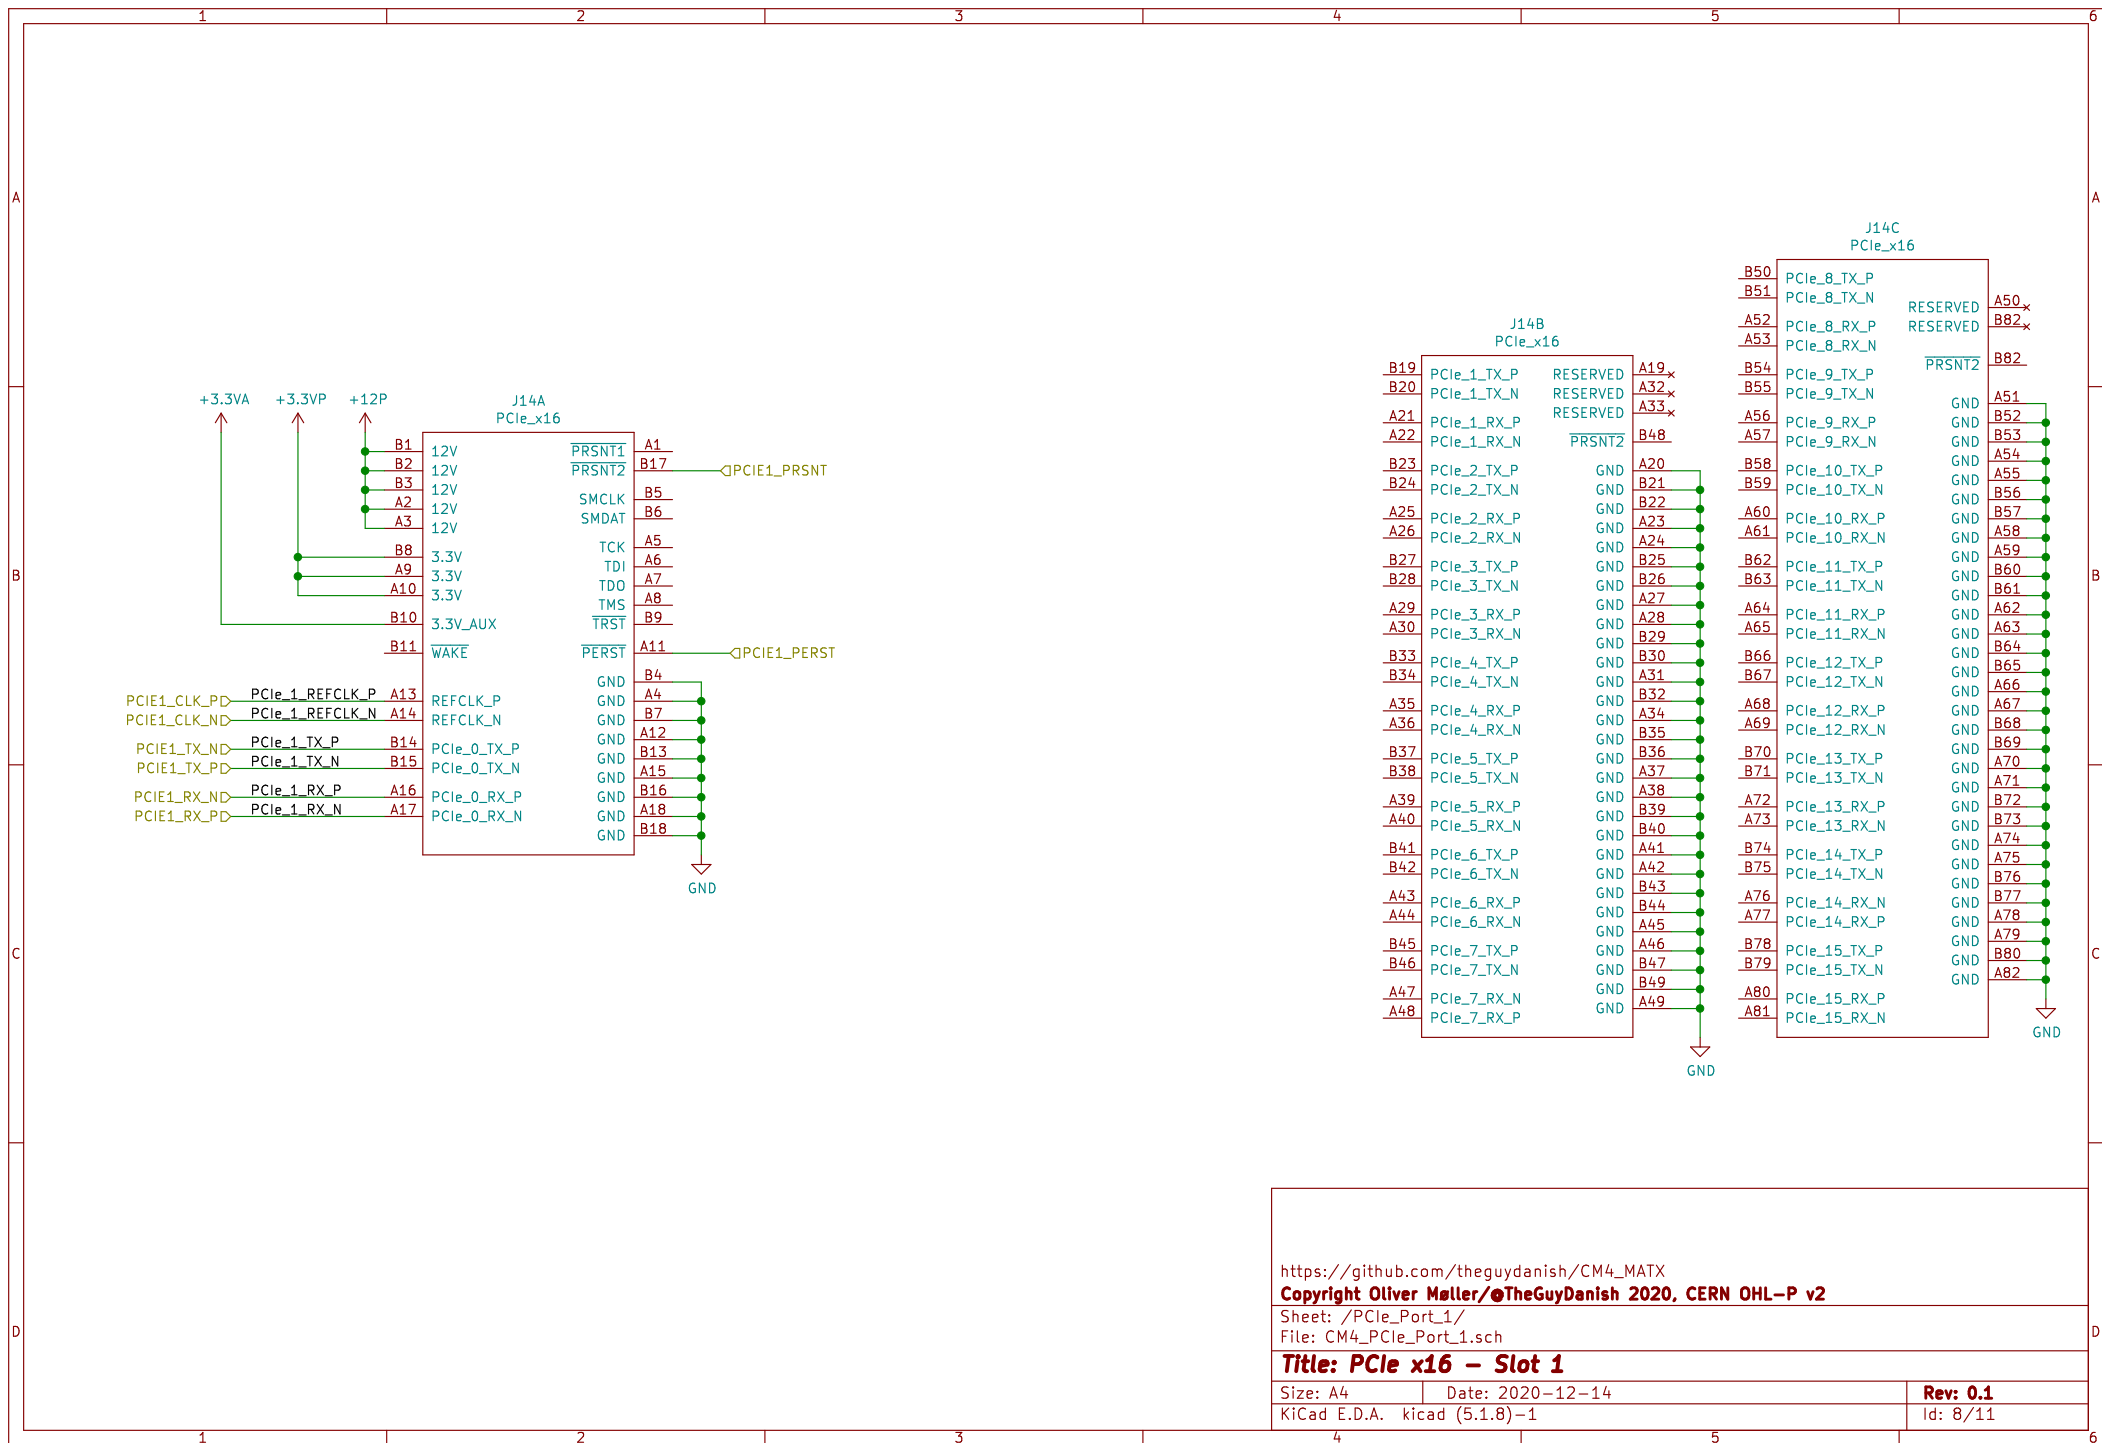 1 2 3 4 5 6
A
B
C
D
A
B
C
D
+3.3VA +3.3VP +12P
J14A
PCIe_x16
B1 12V
B2 12V
B3 12V
A2 12V
A3 12V
B8 3.3V
A9 3.3V
A10 3.3V
B10 3.3V_AUX
B11 WAKE
PCIE1_CLK_P PCIe_1_REFCLK_P A13 REFCLK_P
PCIE1_CLK_N PCIe_1_REFCLK_N A14 REFCLK_N
PCIE1_TX_N PCIe_1_TX_P B14 PCIe_0_TX_P
PCIE1_TX_P PCIe_1_TX_N B15 PCIe_0_TX_N
PCIE1_RX_N PCIe_1_RX_P A16 PCIe_0_RX_P
PCIE1_RX_P PCIe_1_RX_N A17 PCIe_0_RX_N
PRSNT1 A1
PRSNT2 B17 PCIE1_PRSNT
SMCLK B5
SMDAT B6
TCK A5
TDI A6
TDO A7
TMS A8
TRST B9
PERST A11 PCIE1_PERST
GND B4
GND A4
GND B7
GND A12
GND B13
GND A15
GND B16
GND A18
GND B18
GND
J14B
PCIe_x16
B19 PCIe_1_TX_P
B20 PCIe_1_TX_N
A21 PCIe_1_RX_P
A22 PCIe_1_RX_N
B23 PCIe_2_TX_P
B24 PCIe_2_TX_N
A25 PCIe_2_RX_P
A26 PCIe_2_RX_N
B27 PCIe_3_TX_P
B28 PCIe_3_TX_N
A29 PCIe_3_RX_P
A30 PCIe_3_RX_N
B33 PCIe_4_TX_P
B34 PCIe_4_TX_N
A35 PCIe_4_RX_P
A36 PCIe_4_RX_N
B37 PCIe_5_TX_P
B38 PCIe_5_TX_N
A39 PCIe_5_RX_P
A40 PCIe_5_RX_N
B41 PCIe_6_TX_P
B42 PCIe_6_TX_N
A43 PCIe_6_RX_P
A44 PCIe_6_RX_N
B45 PCIe_7_TX_P
B46 PCIe_7_TX_N
A47 PCIe_7_RX_N
A48 PCIe_7_RX_P
RESERVED A19
RESERVED A32
RESERVED A33
PRSNT2 B48
GND A20
GND B21
GND B22
GND A23
GND A24
GND B25
GND B26
GND A27
GND A28
GND B29
GND B30
GND A31
GND B32
GND A34
GND B35
GND B36
GND A37
GND A38
GND B39
GND B40
GND A41
GND A42
GND B43
GND B44
GND A45
GND A46
GND B47
GND B49
GND A49
GND
J14C
PCIe_x16
B50 PCIe_8_TX_P
B51 PCIe_8_TX_N
A52 PCIe_8_RX_P
A53 PCIe_8_RX_N
B54 PCIe_9_TX_P
B55 PCIe_9_TX_N
A56 PCIe_9_RX_P
A57 PCIe_9_RX_N
B58 PCIe_10_TX_P
B59 PCIe_10_TX_N
A60 PCIe_10_RX_P
A61 PCIe_10_RX_N
B62 PCIe_11_TX_P
B63 PCIe_11_TX_N
A64 PCIe_11_RX_P
A65 PCIe_11_RX_N
B66 PCIe_12_TX_P
B67 PCIe_12_TX_N
A68 PCIe_12_RX_P
A69 PCIe_12_RX_N
B70 PCIe_13_TX_P
B71 PCIe_13_TX_N
A72 PCIe_13_RX_P
A73 PCIe_13_RX_N
B74 PCIe_14_TX_P
B75 PCIe_14_TX_N
A76 PCIe_14_RX_N
A77 PCIe_14_RX_P
B78 PCIe_15_TX_P
B79 PCIe_15_TX_N
A80 PCIe_15_RX_P
A81 PCIe_15_RX_N
RESERVED A50
RESERVED B82
PRSNT2 B82
GND A51
GND B52
GND B53
GND A54
GND A55
GND B56
GND B57
GND A58
GND A59
GND B60
GND B61
GND A62
GND A63
GND B64
GND B65
GND A66
GND A67
GND B68
GND B69
GND A70
GND A71
GND B72
GND B73
GND A74
GND A75
GND B76
GND B77
GND A78
GND A79
GND B80
GND A82
GND
https://github.com/theguydanish/CM4_MATX
Copyright Oliver Møller/@TheGuyDanish 2020, CERN OHL-P v2
Sheet: /PCIe_Port_1/
File: CM4_PCIe_Port_1.sch
Title: PCIe x16 - Slot 1
Size: A4 Date: 2020-12-14 Rev: 0.1
KiCad E.D.A. kicad (5.1.8)-1 Id: 8/11
1 2 3 4 5 6